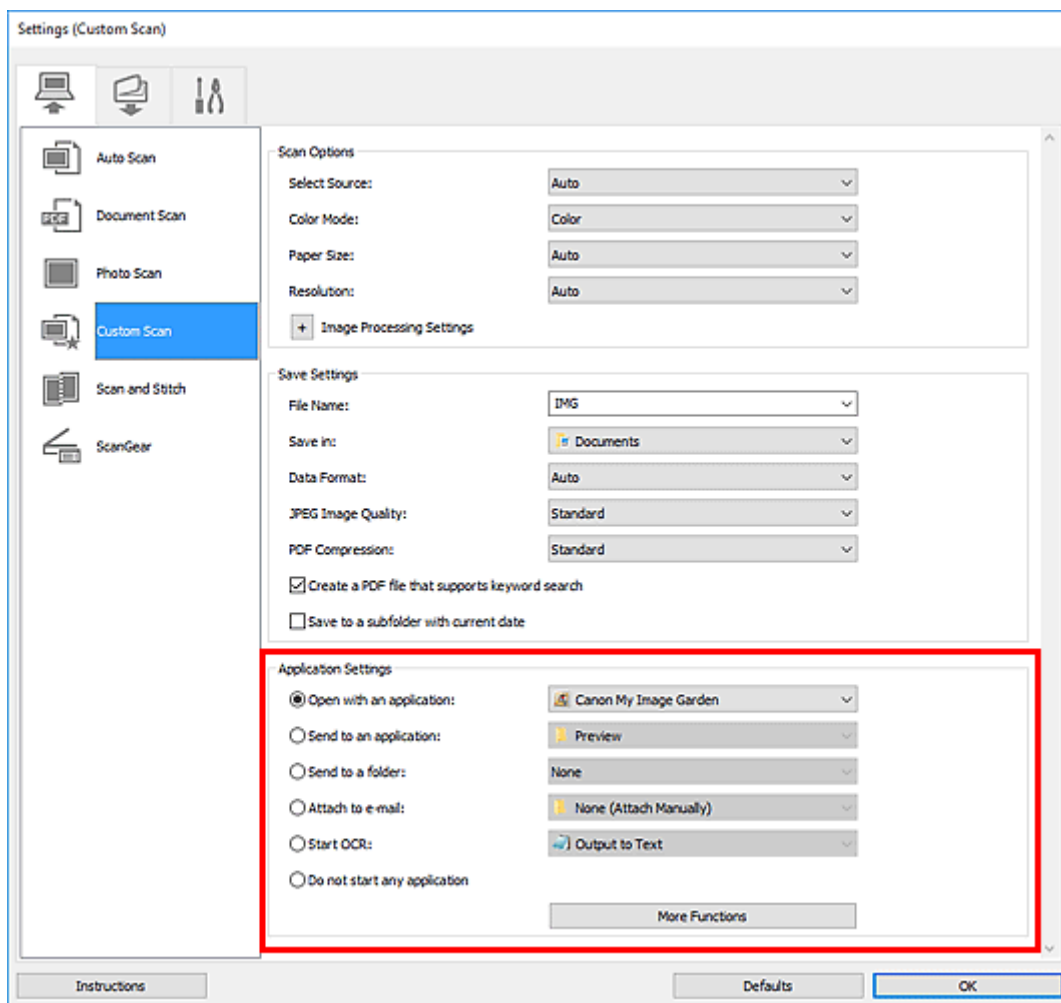 Settings (Custom Scan)
Auto Scan
Document Scan
Photo Scan
Custom Scan
Scan and Stitch
ScanGear
Scan Options
Select Source: Auto
Color Mode: Color
Paper Size: Auto
Resolution: Auto
+ Image Processing Settings
Save Settings
File Name: IMG
Save in: Documents
Data Format: Auto
JPEG Image Quality: Standard
PDF Compression: Standard
Create a PDF file that supports keyword search
Save to a subfolder with current date
Application Settings
Open with an application: Canon My Image Garden
Send to an application: Preview
Send to a folder: None
Attach to e-mail: None (Attach Manually)
Start OCR: Output to Text
Do not start any application
More Functions
Instructions Defaults OK